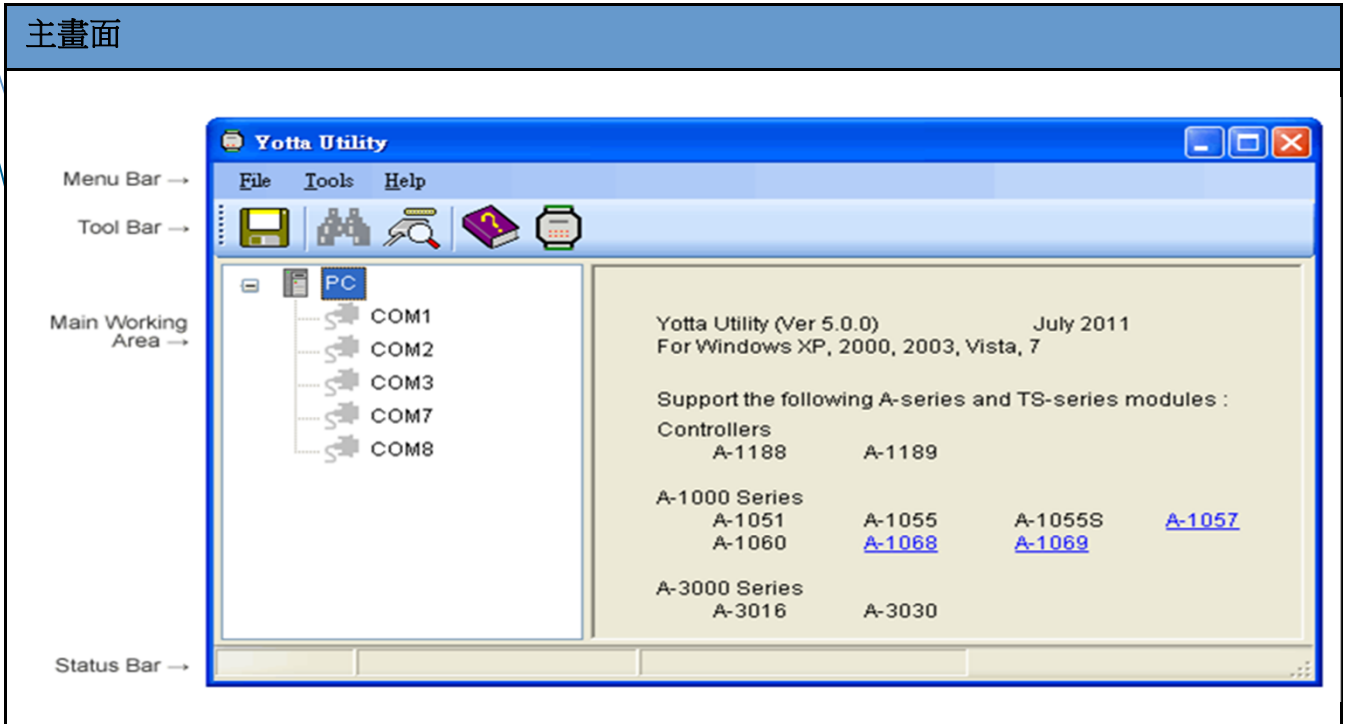 主畫面
Yotta Utility
Menu Bar →
File Tools Help
Tool Bar →
PC
Main Working
Area →
COM1
COM2
COM3
COM7
COM8
Yotta Utility (Ver 5.0.0) July 2011
For Windows XP, 2000, 2003, Vista, 7
Support the following A-series and TS-series modules :
Controllers
A-1188 A-1189
A-1000 Series
A-1051 A-1055 A-1055S A-1057
A-1060 A-1068 A-1069
A-3000 Series
A-3016 A-3030
Status Bar →